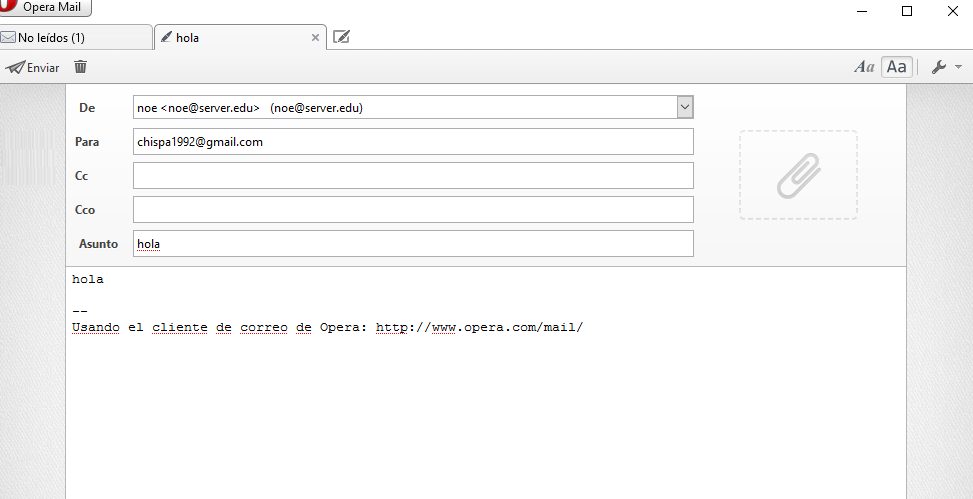 Opera Mail
No leídos (1)
hola
Enviar
Aa Aa
De noe <noe@server.edu> (noe@server.edu)
Para chispa1992@gmail.com
Cc
Cco
Asunto hola
hola
--
Usando el cliente de correo de Opera: http://www.opera.com/mail/